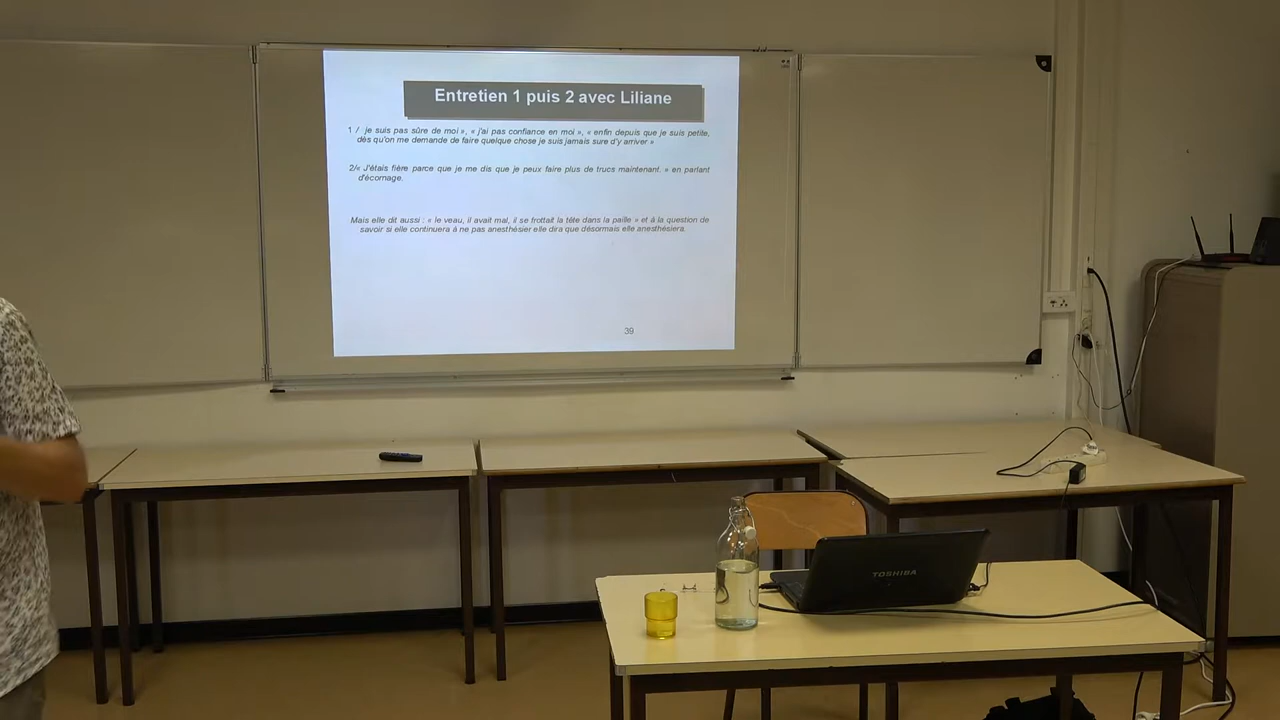 Entretien 1 puis 2 avec Liliane
1 / je suis pas sûre de moi », « j'ai pas confiance en moi », « enfin depuis que je suis petite,
dès qu'on me demande de faire quelque chose je suis jamais sure d'y arriver »
2/« J'étais fière parce que je me dis que je peux faire plus de trucs maintenant. » en parlant
d'écornage.
Mais elle dit aussi : « le veau, il avait mal, il se frottait la tête dans la paille » et à la question de
savoir si elle continuera à ne pas anesthésier elle dira que désormais elle anesthésiera.
39
TOSHIBA